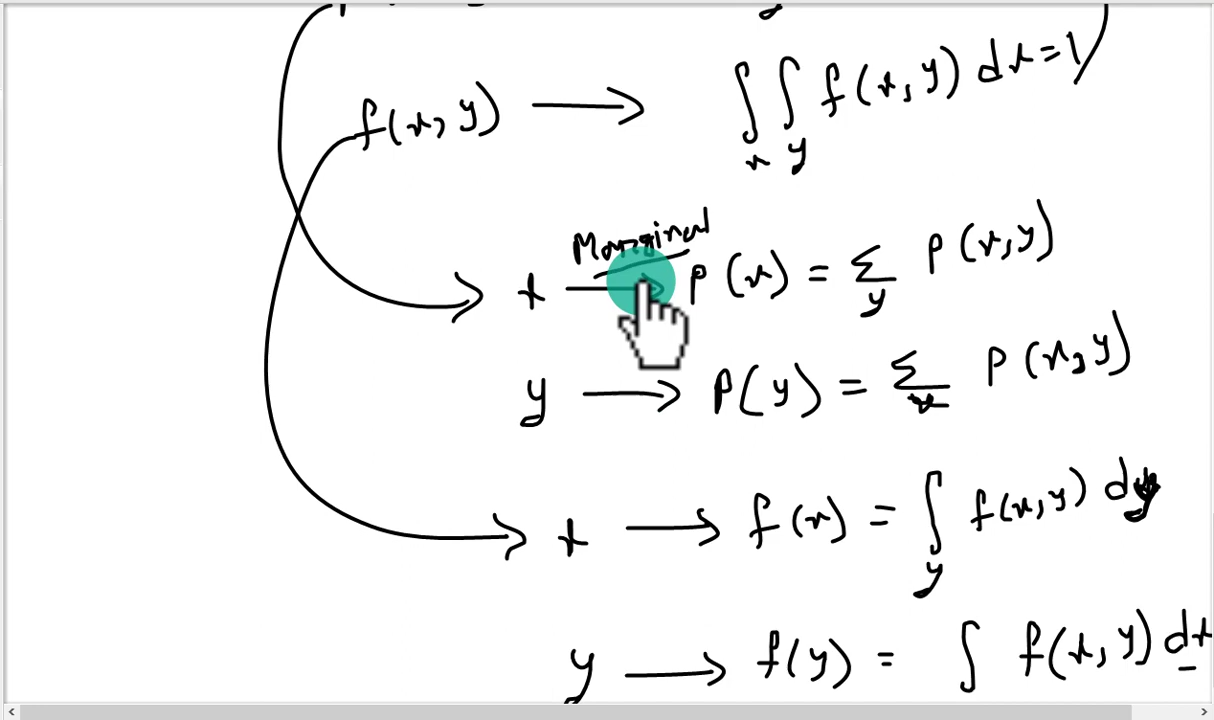 f(x, y) ⟶ ∫∫ f(x, y) dx = 1
x y
Marginal
x ⟶ P(x) = Σ P(x, y)
y
y ⟶ P(y) = Σ P(x, y)
x
x ⟶ f(x) = ∫ f(x, y) dy
y
y ⟶ f(y) = ∫ f(x, y) dx